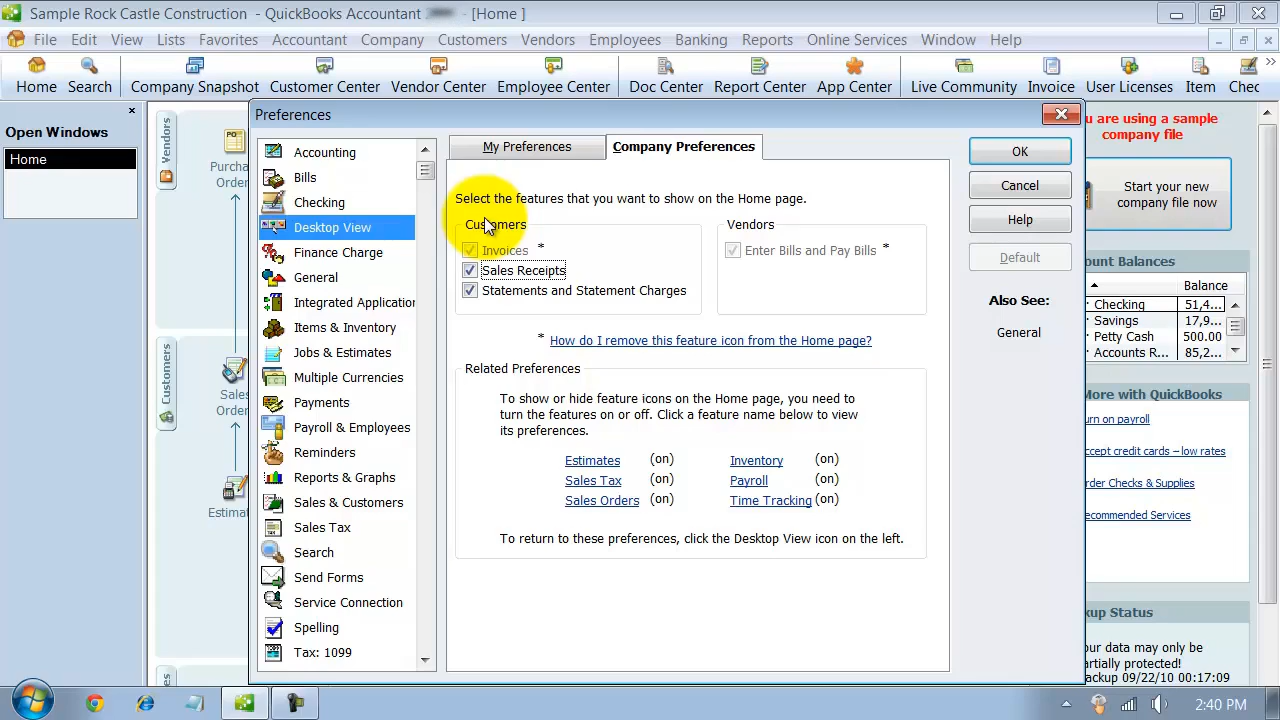 Sample Rock Castle Construction - QuickBooks Accountant - [Home ]
File Edit View Lists Favorites Accountant Company Customers Vendors Employees Banking Reports Online Services Window Help
Home Search Company Snapshot Customer Center Vendor Center Employee Center Doc Center Report Center App Center Live Community Invoice User Licenses Item Chec
Open Windows
Home
Vendors
Purcha
Order
Customers
Sales
Orde
Estimat
Preferences
Accounting
Bills
Checking
Desktop View
Finance Charge
General
Integrated Application
Items & Inventory
Jobs & Estimates
Multiple Currencies
Payments
Payroll & Employees
Reminders
Reports & Graphs
Sales & Customers
Sales Tax
Search
Send Forms
Service Connection
Spelling
Tax: 1099
My Preferences
Company Preferences
Select the features that you want to show on the Home page.
Customers
Invoices *
Sales Receipts
Statements and Statement Charges
Vendors
Enter Bills and Pay Bills *
* How do I remove this feature icon from the Home page?
Related Preferences
To show or hide feature icons on the Home page, you need to
turn the features on or off. Click a feature name below to view
its preferences.
Estimates (on) Inventory (on)
Sales Tax (on) Payroll (on)
Sales Orders (on) Time Tracking (on)
To return to these preferences, click the Desktop View icon on the left.
OK
Cancel
Help
Default
Also See:
General
u are using a sample
company file
Start your new
company file now
ount Balances
Balance
Checking 51,4...
Savings 17,9...
Petty Cash 500.00
Accounts R... 85,2...
More with QuickBooks
urn on payroll
ccept credit cards – low rates
rder Checks & Supplies
ecommended Services
kup Status
our data may only be
artially protected!
ackup 09/22/10 00:17:09
2:40 PM